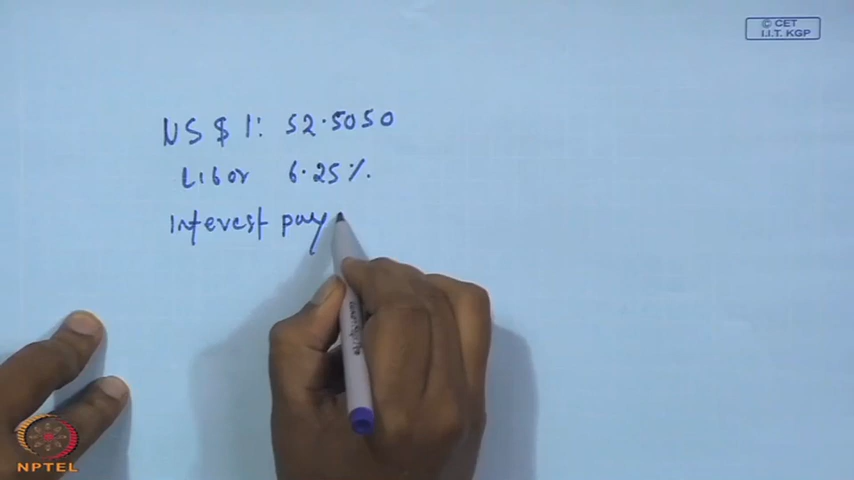 © CET
I.I.T. KGP
US $ 1: 52.5050
Libor 6.25%.
Interest pay
NPTEL